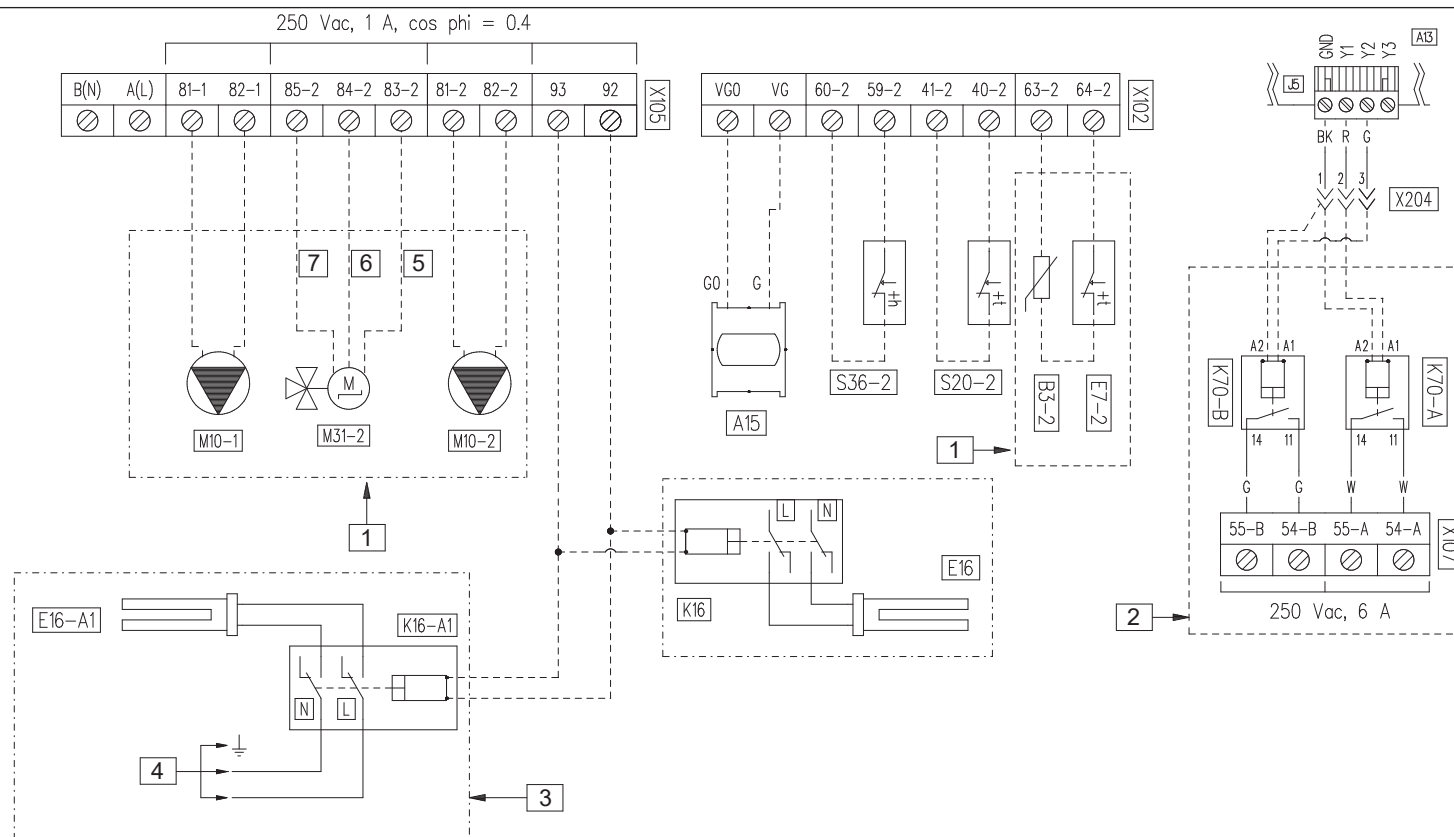 250 Vac, 1 A, cos phi = 0.4
B(N) A(L) 81-1 82-1 85-2 84-2 83-2 81-2 82-2 93 92
X105
VG0 VG 60-2 59-2 41-2 40-2 63-2 64-2
X102
GND Y1 Y2 Y3
A13
J5
BK R G
1 2 3
X204
7 6 5
M
M10-1
M31-2
M10-2
1
G0 G
A15
+h
S36-2
+t
S20-2
+t
B3-2
E7-2
1
A2 A1 A2 A1
K70-B
K70-A
14 11 14 11
G G W W
55-B 54-B 55-A 54-A
X107
250 Vac, 6 A
2
L N
K16
E16
E16-A1
K16-A1
N L
4
3